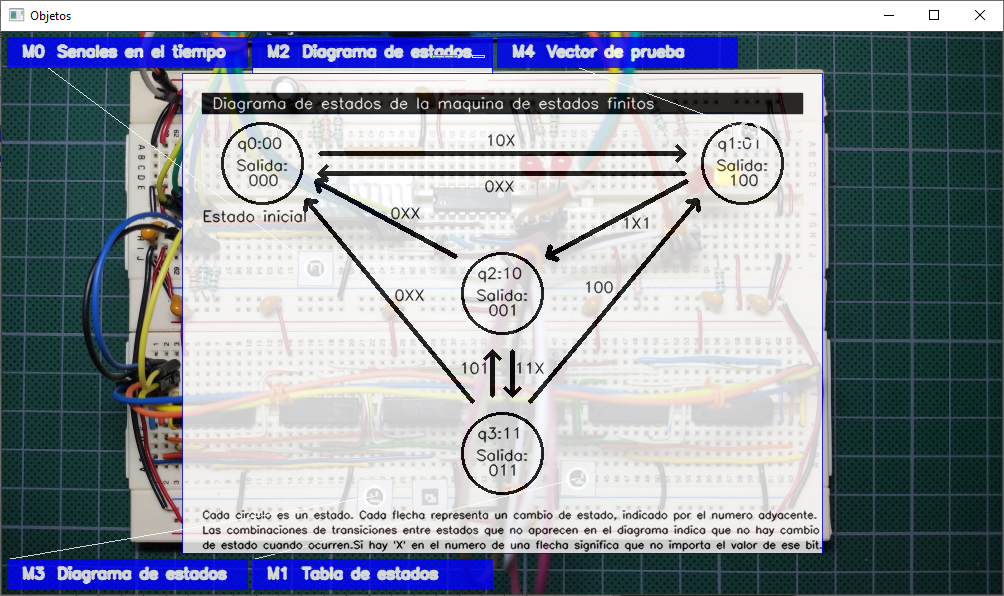 Objetos
M0 Senales en el tiempo
M2 Diagrama de estados
M4 Vector de prueba
Diagrama de estados de la maquina de estados finitos
q0:00
Salida:
000
10X
0XX
q1:01
Salida:
100
Estado inicial
0XX
1X1
q2:10
Salida:
001
0XX
100
101
11X
q3:11
Salida:
011
Cada circulo es un estado. Cada flecha representa un cambio de estado, indicado por el numero adyacente.
Las combinaciones de transiciones entre estados que no aparecen en el diagrama indica que no hay cambio
de estado cuando ocurren.Si hay 'X' en el numero de una flecha significa que no importa el valor de ese bit.
M3 Diagrama de estados
M1 Tabla de estados